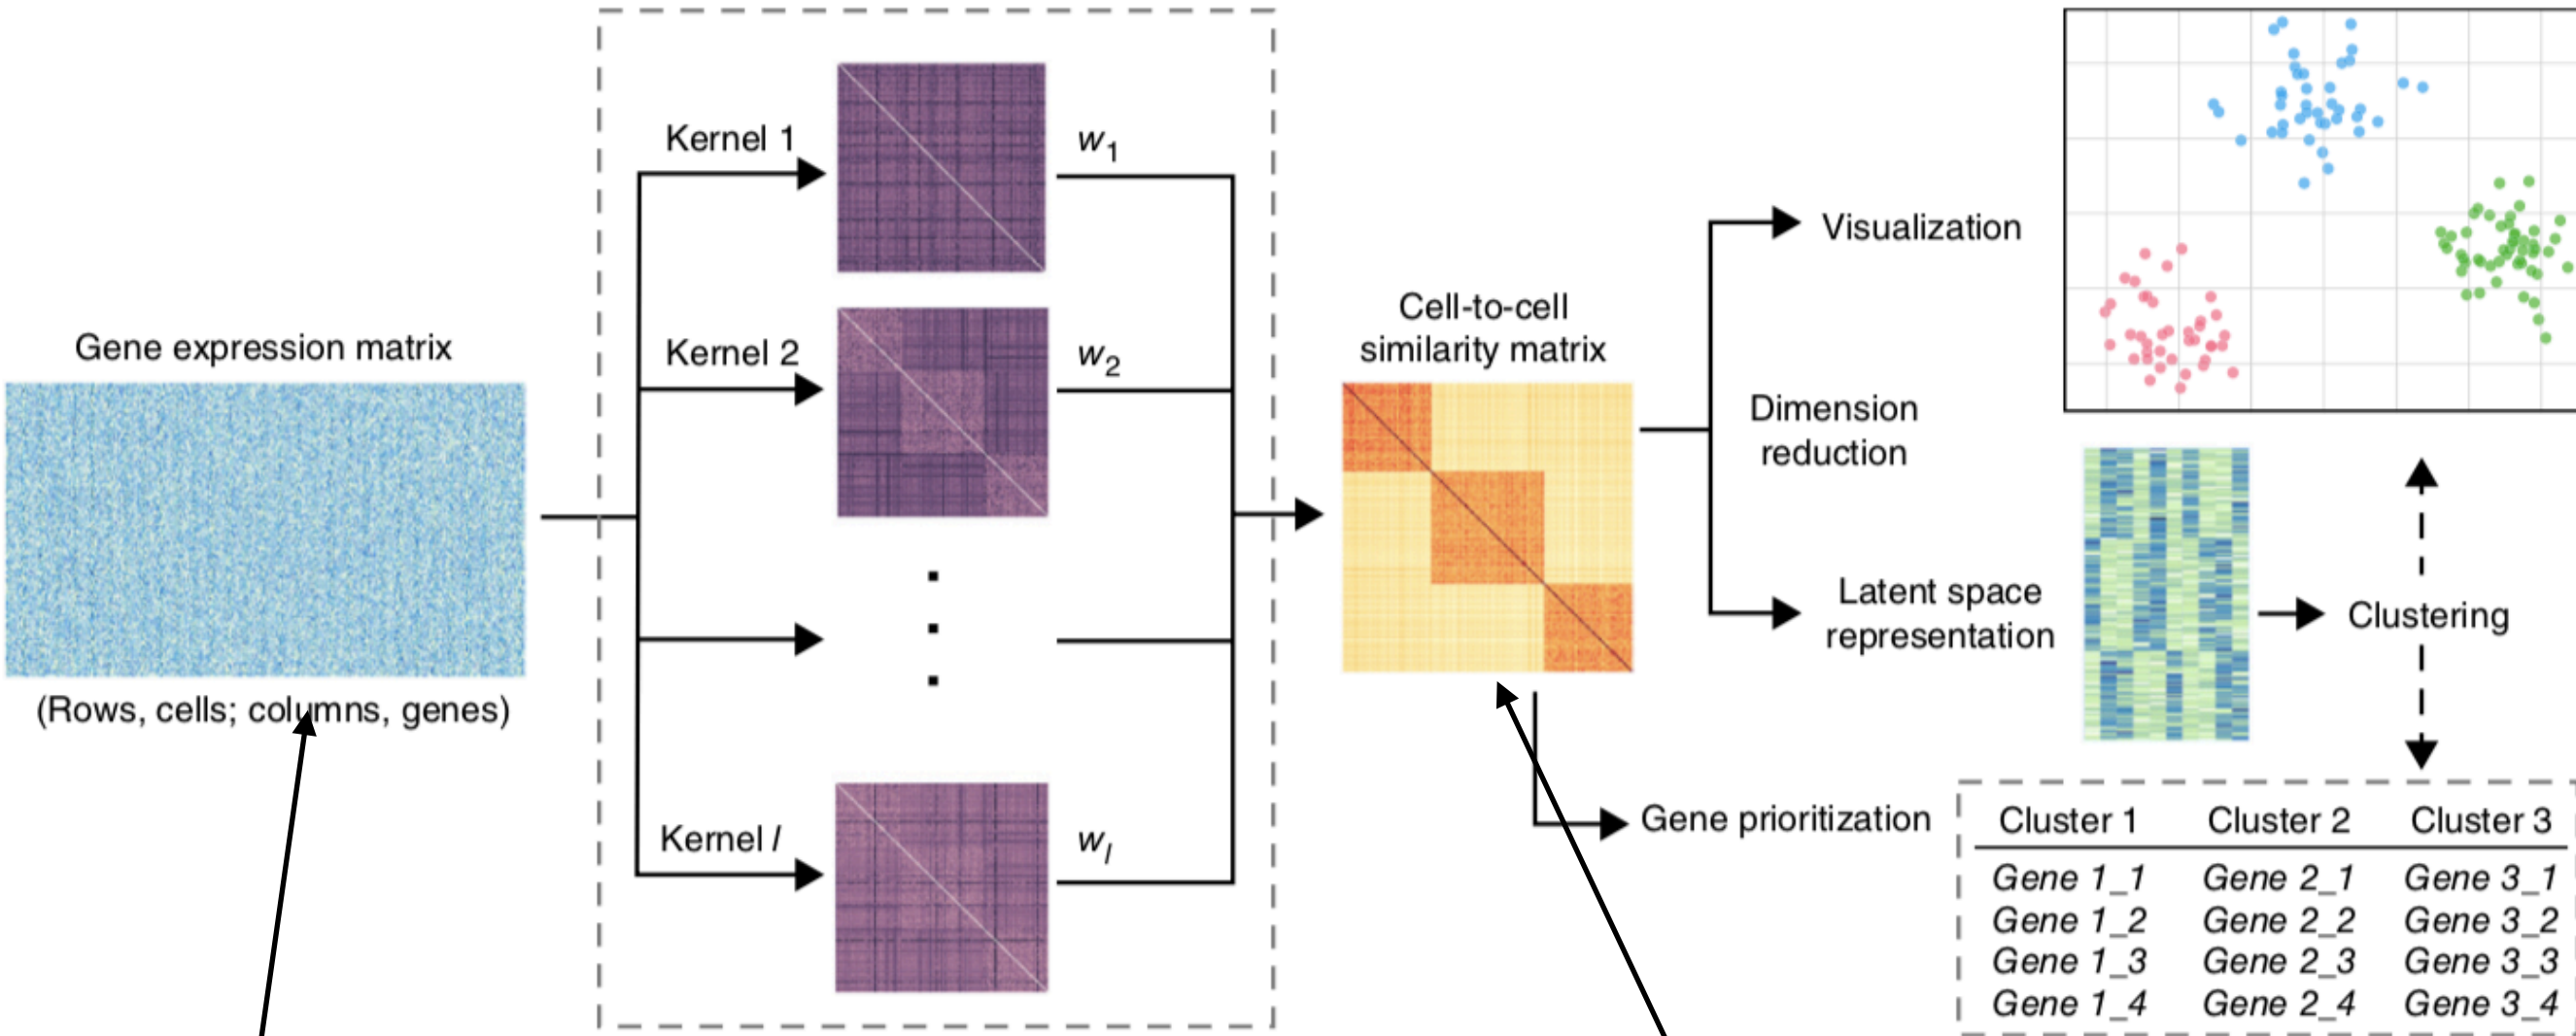 Gene expression matrix
(Rows, cells; columns, genes)
Kernel 1
w1
Kernel 2
w2
Kernel l
wl
Cell-to-cell
similarity matrix
Visualization
Dimension
reduction
Latent space
representation
Clustering
Gene prioritization
Cluster 1 Cluster 2 Cluster 3
Gene 1_1 Gene 2_1 Gene 3_1
Gene 1_2 Gene 2_2 Gene 3_2
Gene 1_3 Gene 2_3 Gene 3_3
Gene 1_4 Gene 2_4 Gene 3_4